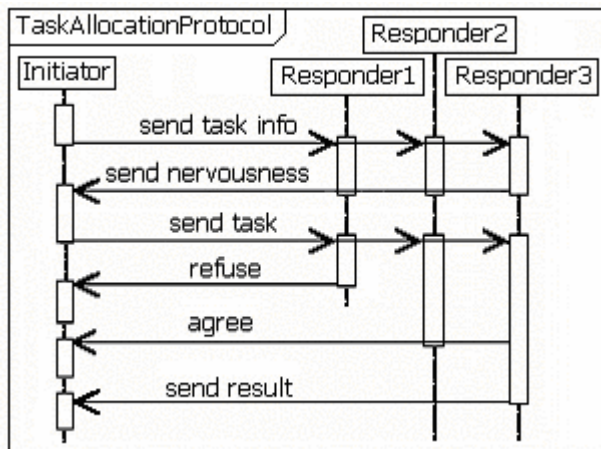 TaskAllocationProtocol
Responder2
Initiator
Responder1
Responder3
send task info
send nervousness
send task
refuse
agree
send result